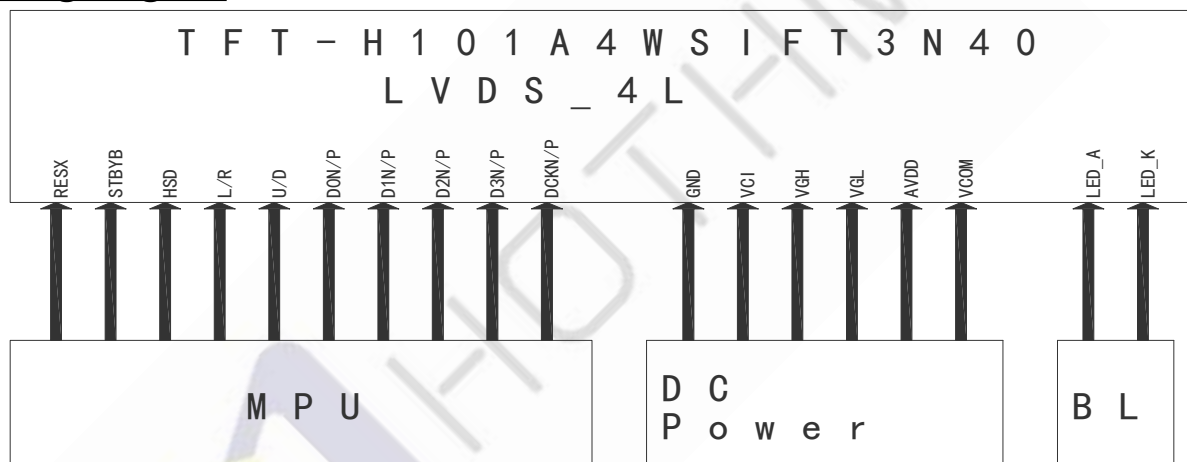 TFT-H101A4WSIFT3N40
LVDS_4L
RESX
STBYB
HSD
L/R
U/D
D0N/P
D1N/P
D2N/P
D3N/P
DCKN/P
GND
VCI
VGH
VGL
AVDD
VCOM
LED_A
LED_K
MPU
DC
Power
BL
HOTHM